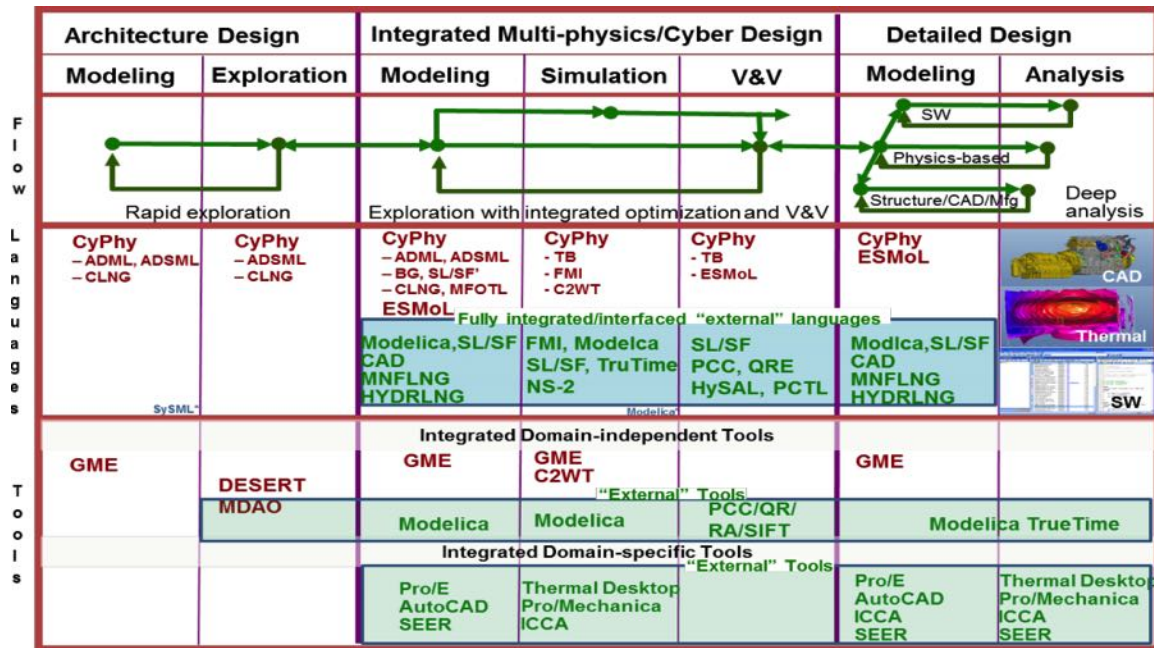 Architecture Design
Integrated Multi-physics/Cyber Design
Detailed Design
Modeling
Exploration
Modeling
Simulation
V&V
Modeling
Analysis
Flow
SW
Physics-based
Structure/CAD/Mfg
Rapid exploration
Exploration with integrated optimization and V&V
Deep
analysis
Languages
CyPhy
– ADML, ADSML
– CLNG
SySML"
CyPhy
– ADSML
– CLNG
CyPhy
– ADML, ADSML
– BG, SL/SF'
– CLNG, MFOTL
ESMoL
CyPhy
- TB
- FMI
- C2WT
CyPhy
- TB
- ESMoL
CyPhy
ESMoL
Fully integrated/interfaced “external” languages
Modelica,SL/SF
CAD
MNFLNG
HYDRLNG
FMI, Modelca
SL/SF, TruTime
NS-2
Modelica"
SL/SF
PCC, QRE
HySAL, PCTL
Modlca,SL/SF
CAD
MNFLNG
HYDRLNG
CAD
Thermal
SW
Tools
Integrated Domain-independent Tools
GME
DESERT
MDAO
GME
GME
C2WT
GME
“External” Tools
Modelica
Modelica
PCC/QR/
RA/SIFT
Modelica TrueTime
Integrated Domain-specific Tools
“External” Tools
Pro/E
AutoCAD
SEER
Thermal Desktop
Pro/Mechanica
ICCA
Pro/E
AutoCAD
ICCA
SEER
Thermal Desktop
Pro/Mechanica
ICCA
SEER